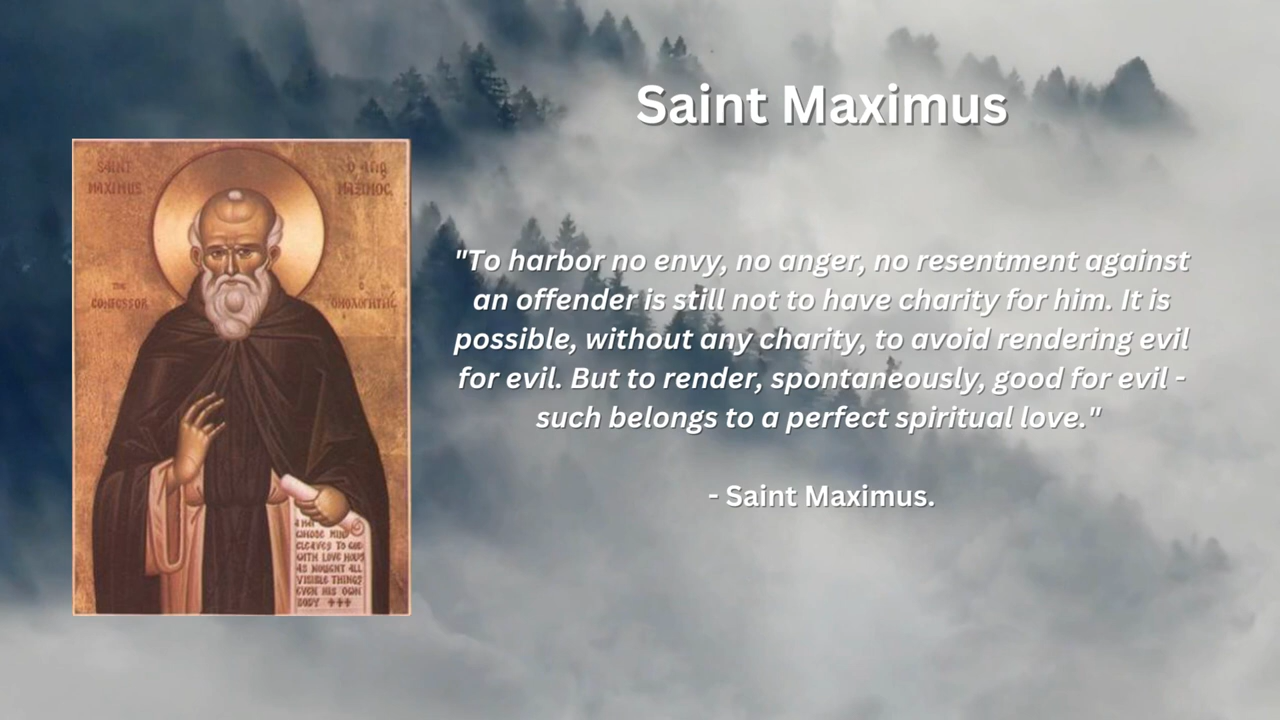 Saint Maximus
SAINT
MAXIMUS
Ο ΑΓΙΟΣ
ΜΑΞΙΜΟΣ
THE
CONFESSOR
Ο
ΟΜΟΛΟΓΗΤΗΣ
"To harbor no envy, no anger, no resentment against
an offender is still not to have charity for him. It is
possible, without any charity, to avoid rendering evil
for evil. But to render, spontaneously, good for evil -
such belongs to a perfect spiritual love."
- Saint Maximus.
WHOSE MIND
CLEAVES TO GOD
WITH LOVE HOLDS
AS NOUGHT ALL
VISIBLE THINGS
EVEN HIS OWN
BODY +++